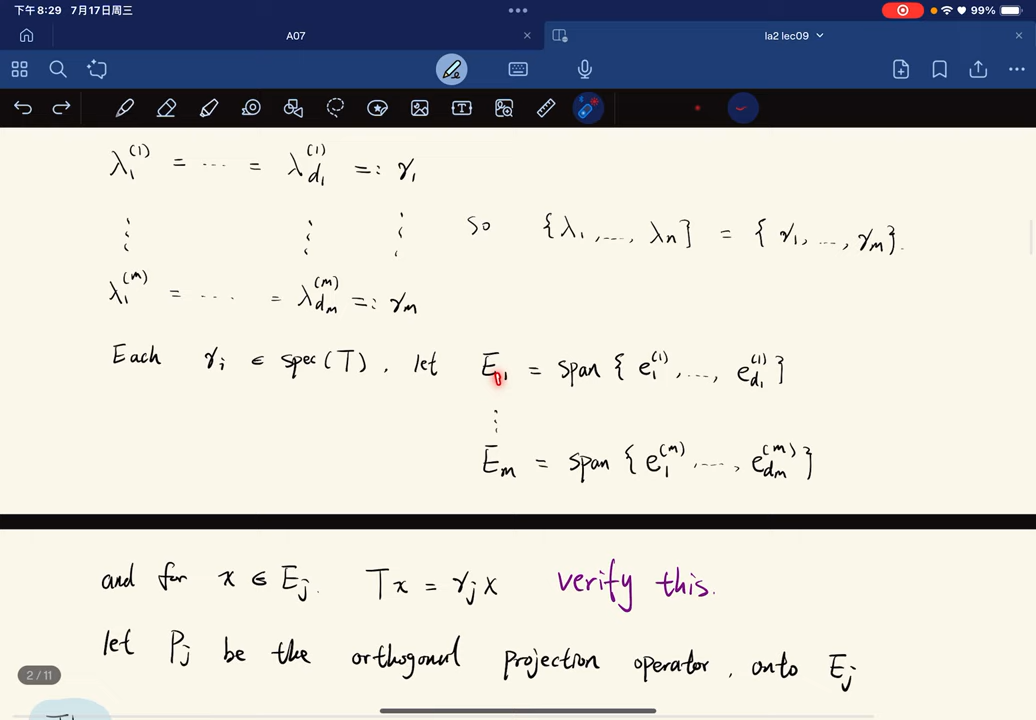 下午8:29 7月17日周三
99%
A07
la2 lec09
λ₁⁽¹⁾ = ... = λ_{d₁}⁽¹⁾ =: γ₁
⋮ ⋮ ⋮ so {λ₁, ..., λn} = {γ₁, ..., γm}.
λ₁⁽ᵐ⁾ = .... = λ_{dm}⁽ᵐ⁾ =: γm
Each γᵢ ∈ spec(T), let E₁ = span { e₁⁽¹⁾, ..., e_{d₁}⁽¹⁾ }
⋮
Em = span { e₁⁽ᵐ⁾, ..., e_{dm}⁽ᵐ⁾ }
and for x ∈ Ej. Tx = γj x verify this.
let Pj be the orthogonal projection operator, onto Ej
2 / 11